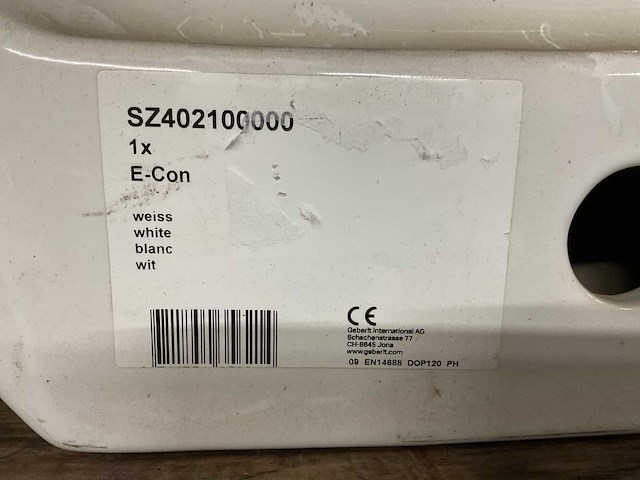 SZ402100000
1x
E-Con
weiss
white
blanc
wit
CE
Geberit International AG
Schachenstrasse 77
CH-8645 Jona
www.geberit.com
09 EN14688 DOP120 PH